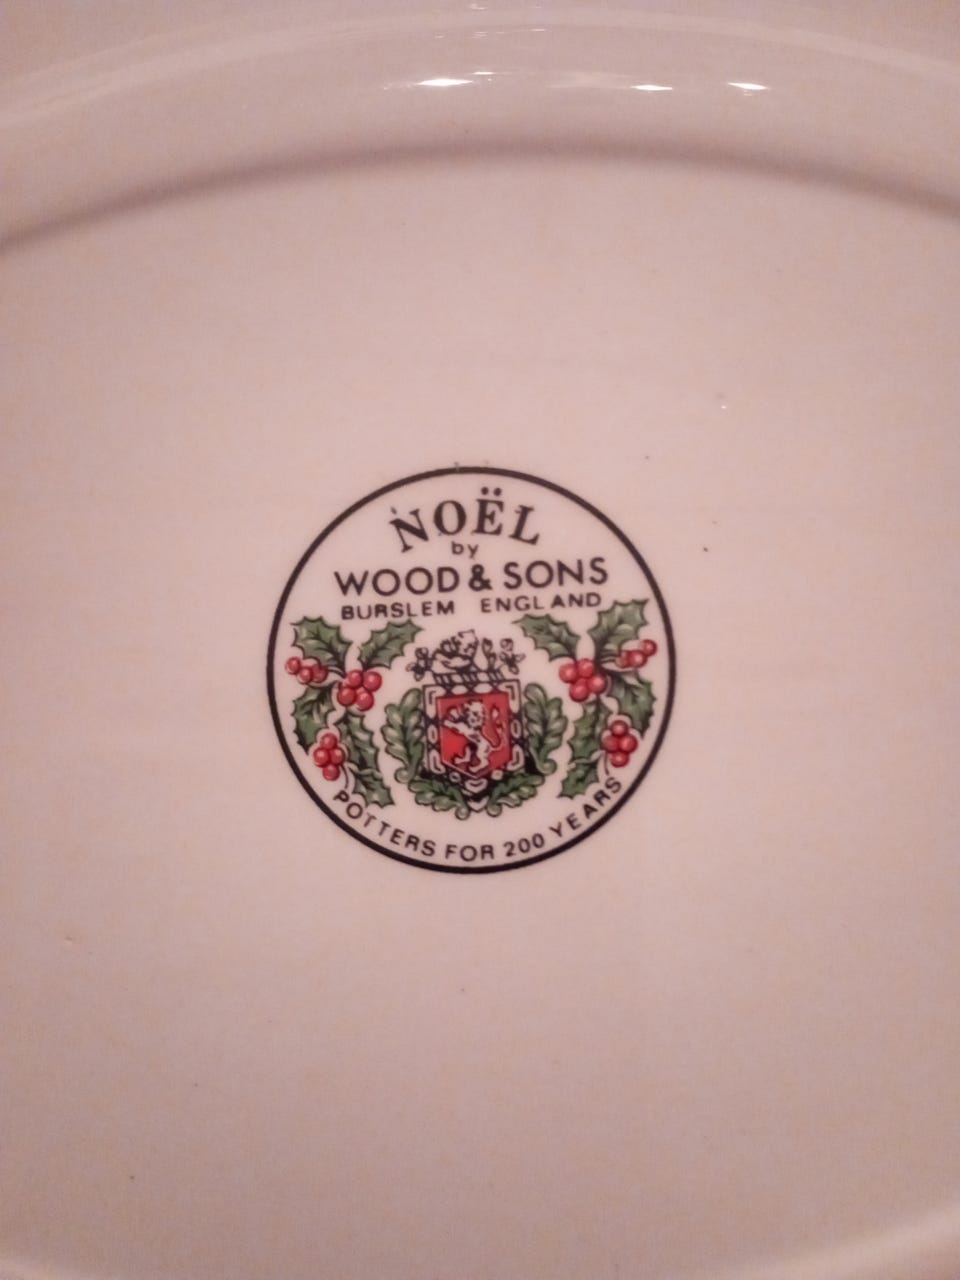 NOËL
by
WOOD & SONS
BURSLEM ENGLAND
POTTERS FOR 200 YEARS